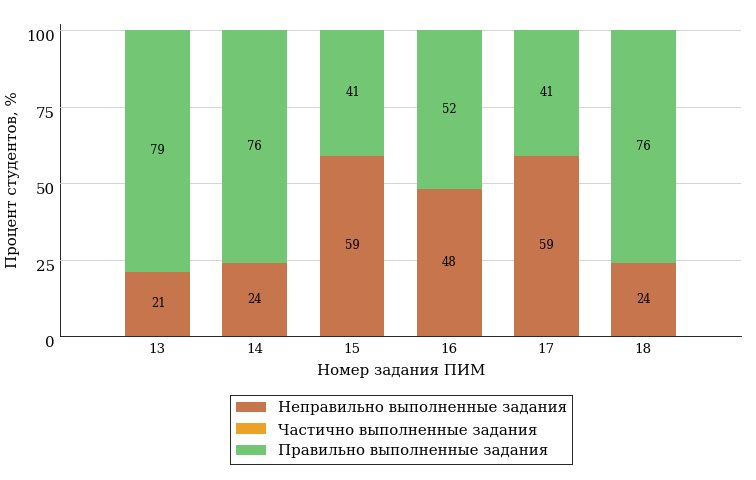 Процент студентов, %
100
75
50
25
0
79
76
41
52
41
76
21
24
59
48
59
24
13 14 15 16 17 18
Номер задания ПИМ
Неправильно выполненные задания
Частично выполненные задания
Правильно выполненные задания